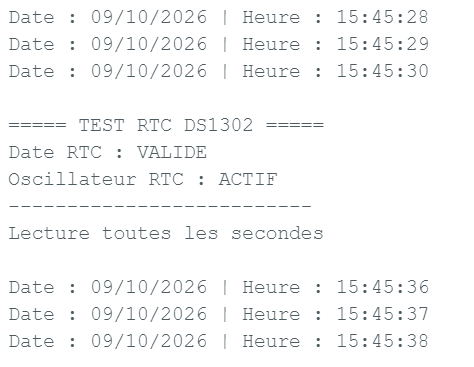 Date : 09/10/2026 | Heure : 15:45:28
Date : 09/10/2026 | Heure : 15:45:29
Date : 09/10/2026 | Heure : 15:45:30
===== TEST RTC DS1302 =====
Date RTC : VALIDE
Oscillateur RTC : ACTIF
--------------------------
Lecture toutes les secondes
Date : 09/10/2026 | Heure : 15:45:36
Date : 09/10/2026 | Heure : 15:45:37
Date : 09/10/2026 | Heure : 15:45:38